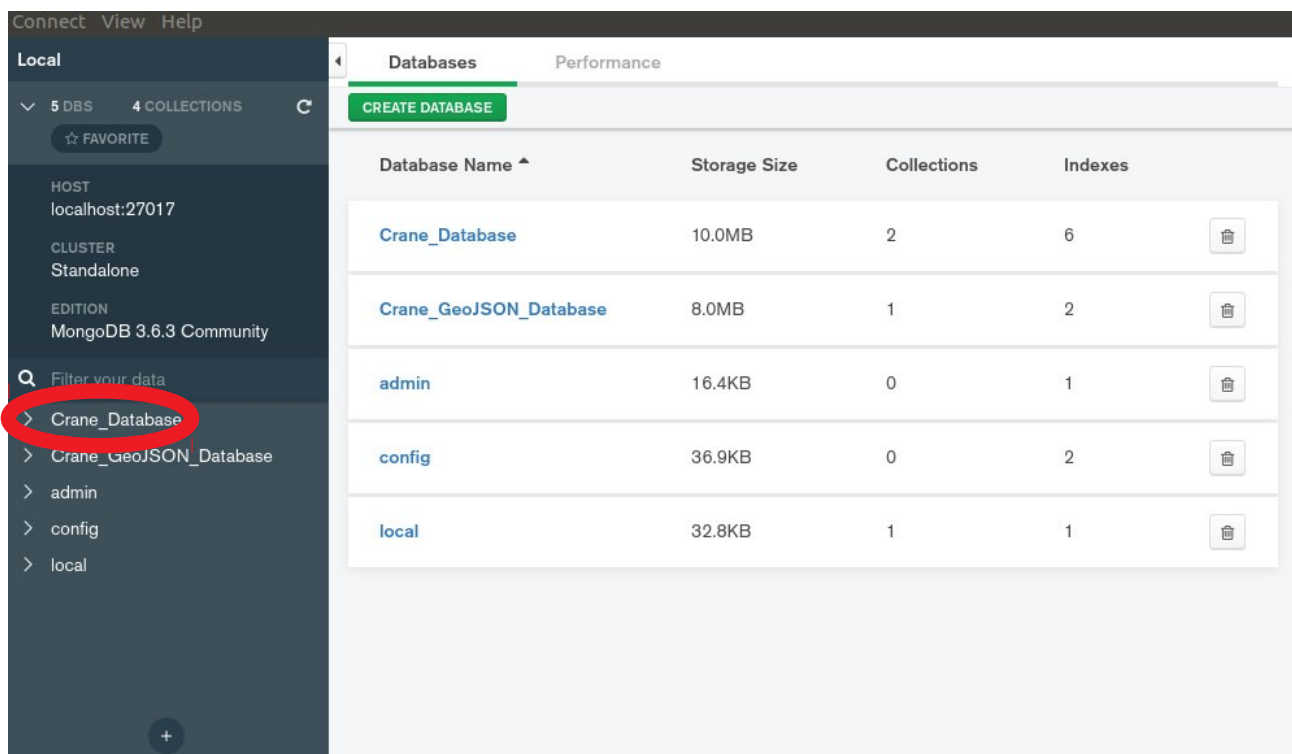 Connect View Help
Local
5 DBS 4 COLLECTIONS
FAVORITE
HOST
localhost:27017
CLUSTER
Standalone
EDITION
MongoDB 3.6.3 Community
Filter your data
Crane_Database
Crane_GeoJSON_Database
admin
config
local
+
Databases Performance
CREATE DATABASE
Database Name Storage Size Collections Indexes
Crane_Database 10.0MB 2 6
Crane_GeoJSON_Database 8.0MB 1 2
admin 16.4KB 0 1
config 36.9KB 0 2
local 32.8KB 1 1